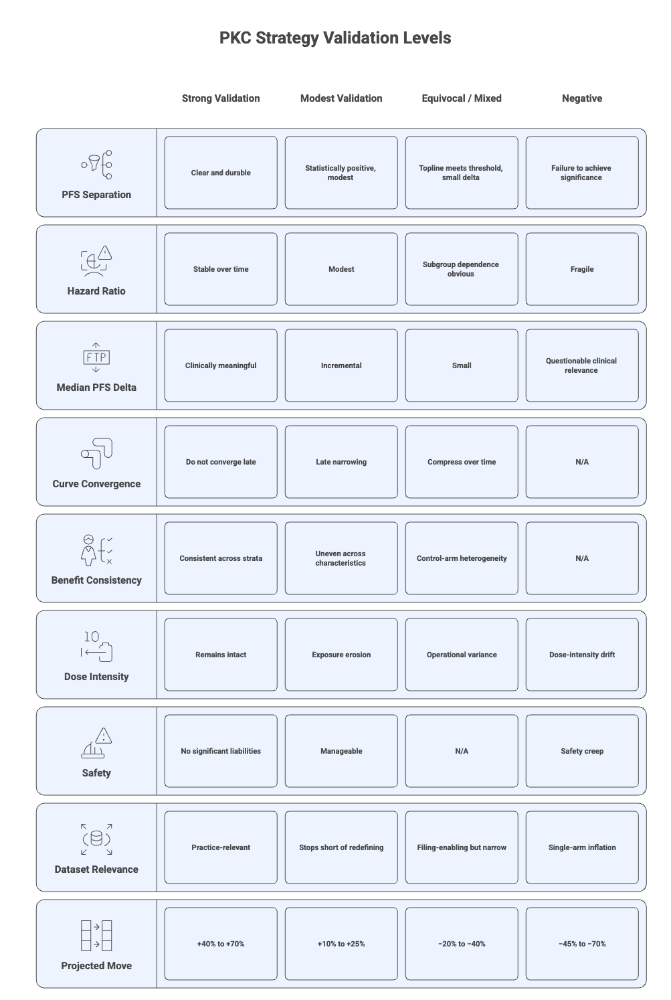 PKC Strategy Validation Levels
Strong Validation
Modest Validation
Equivocal / Mixed
Negative
PFS Separation
Clear and durable
Statistically positive,
modest
Topline meets threshold,
small delta
Failure to achieve
significance
Hazard Ratio
Stable over time
Modest
Subgroup dependence
obvious
Fragile
FTP
Median PFS Delta
Clinically meaningful
Incremental
Small
Questionable clinical
relevance
Curve Convergence
Do not converge late
Late narrowing
Compress over time
N/A
Benefit Consistency
Consistent across strata
Uneven across
characteristics
Control-arm heterogeneity
N/A
10
Dose Intensity
Remains intact
Exposure erosion
Operational variance
Dose-intensity drift
Safety
No significant liabilities
Manageable
N/A
Safety creep
Dataset Relevance
Practice-relevant
Stops short of redefining
Filing-enabling but narrow
Single-arm inflation
Projected Move
+40% to +70%
+10% to +25%
−20% to −40%
−45% to −70%